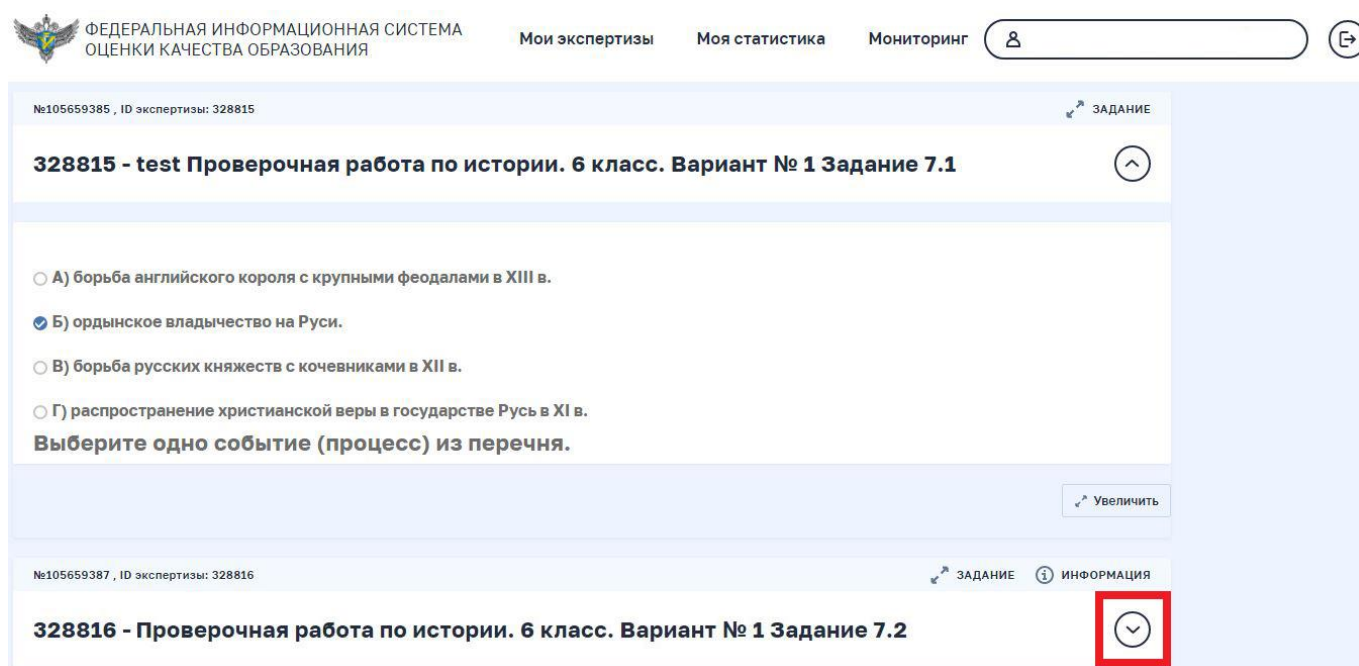 ФЕДЕРАЛЬНАЯ ИНФОРМАЦИОННАЯ СИСТЕМА
ОЦЕНКИ КАЧЕСТВА ОБРАЗОВАНИЯ
Мои экспертизы Моя статистика Мониторинг
№105659385 , ID экспертизы: 328815 ЗАДАНИЕ
328815 - test Проверочная работа по истории. 6 класс. Вариант № 1 Задание 7.1
А) борьба английского короля с крупными феодалами в XIII в.
Б) ордынское владычество на Руси.
В) борьба русских княжеств с кочевниками в XII в.
Г) распространение христианской веры в государстве Русь в XI в.
Выберите одно событие (процесс) из перечня.
Увеличить
№105659387 , ID экспертизы: 328816 ЗАДАНИЕ ИНФОРМАЦИЯ
328816 - Проверочная работа по истории. 6 класс. Вариант № 1 Задание 7.2